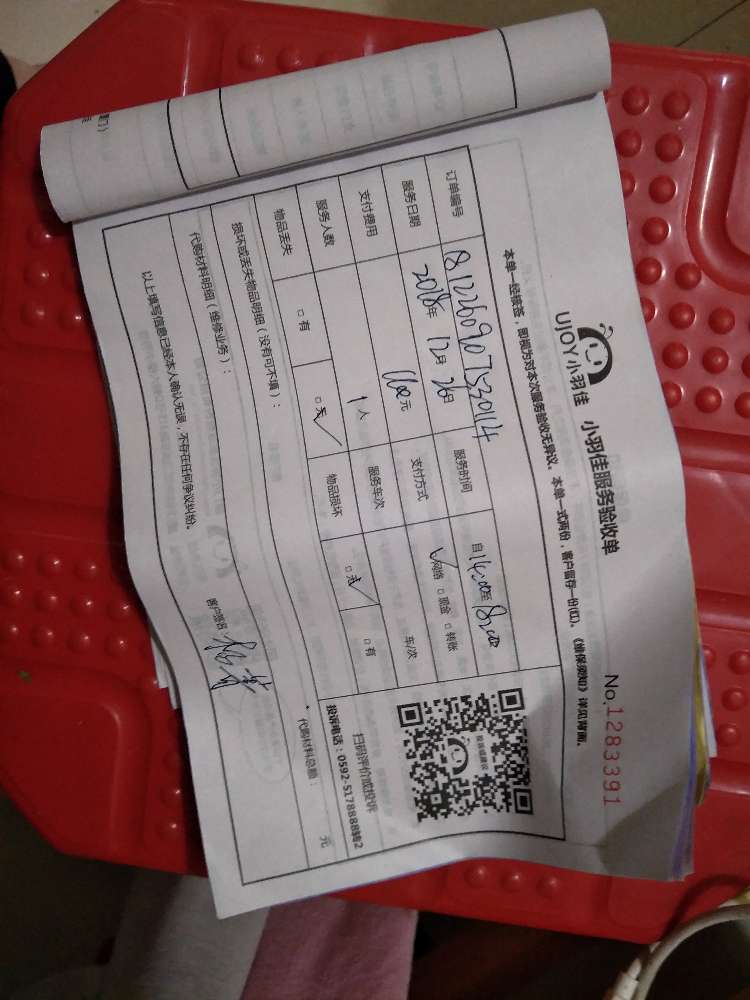 UJOY小羽佳 小羽佳服务验收单 No.1283391
本单一经接签，即视为对本次服务验收无异议。本单一式两份，客户留存一份(红)。《维保须知》详见背面。
订单编号 服务时间 自14:00至18:00
服务日期 2018年 12月 26日 支付方式 网络 □ 现金 □ 转账
支付费用 160元 服务车次 车/次
服务人数 1人
物品丢失 □ 有 □ 无 物品损坏 □ 无 □ 有
损坏或丢失物品明细（没有可不填）：
代购材料明细（维修业务）： 代购材料总额： 元
以上填写信息已经本人确认无误，不存在任何争议纠纷。 客户签名
投诉或建议
扫码评价或投诉
投诉电话：0592-5178888转2